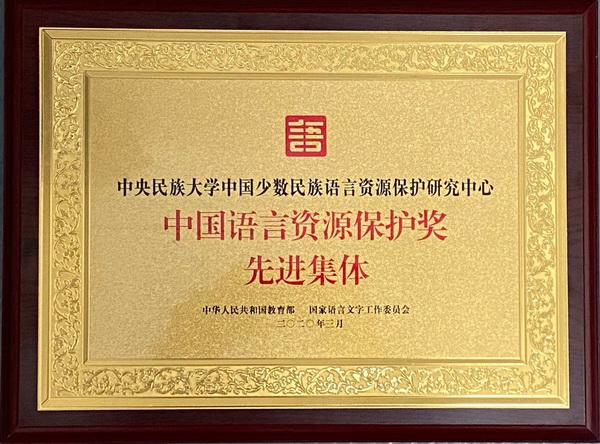 語
中央民族大学中国少数民族语言资源保护研究中心
中国语言资源保护奖
先进集体
中华人民共和国教育部 国家语言文字工作委员会
二〇二〇年三月